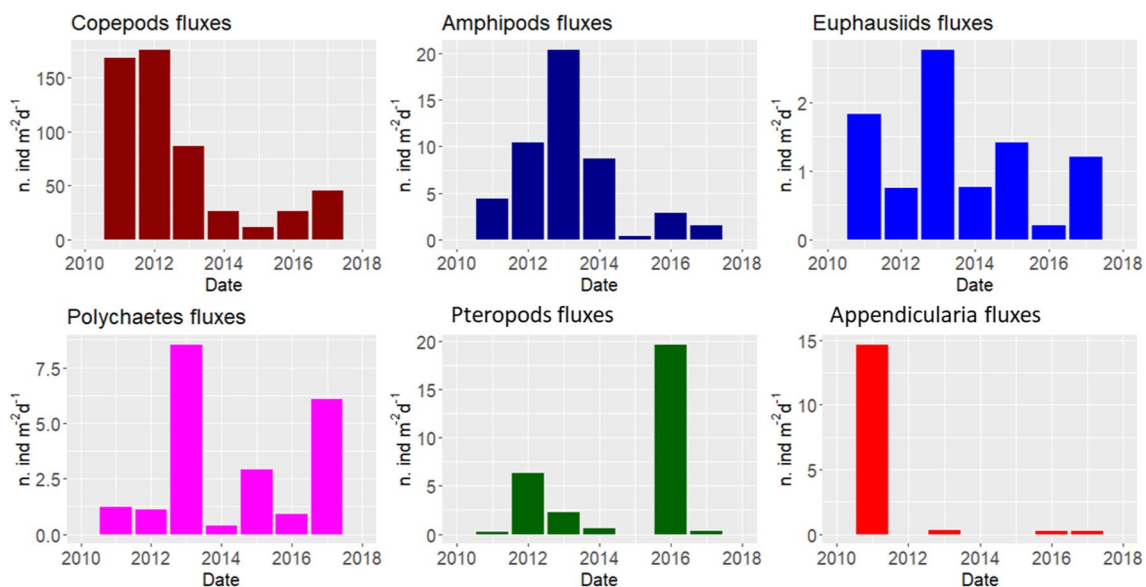 Copepods fluxes
n. ind m⁻²d⁻¹
150
100
50
0
2010 2012 2014 2016 2018
Date
Amphipods fluxes
n. ind m⁻²d⁻¹
20
15
10
5
0
2010 2012 2014 2016 2018
Date
Euphausiids fluxes
n. ind m⁻²d⁻¹
2
1
0
2010 2012 2014 2016 2018
Date
Polychaetes fluxes
n. ind m⁻²d⁻¹
7.5
5.0
2.5
0.0
2010 2012 2014 2016 2018
Date
Pteropods fluxes
n. ind m⁻²d⁻¹
20
15
10
5
0
2010 2012 2014 2016 2018
Date
Appendicularia fluxes
n. ind m⁻²d⁻¹
15
10
5
0
2010 2012 2014 2016 2018
Date